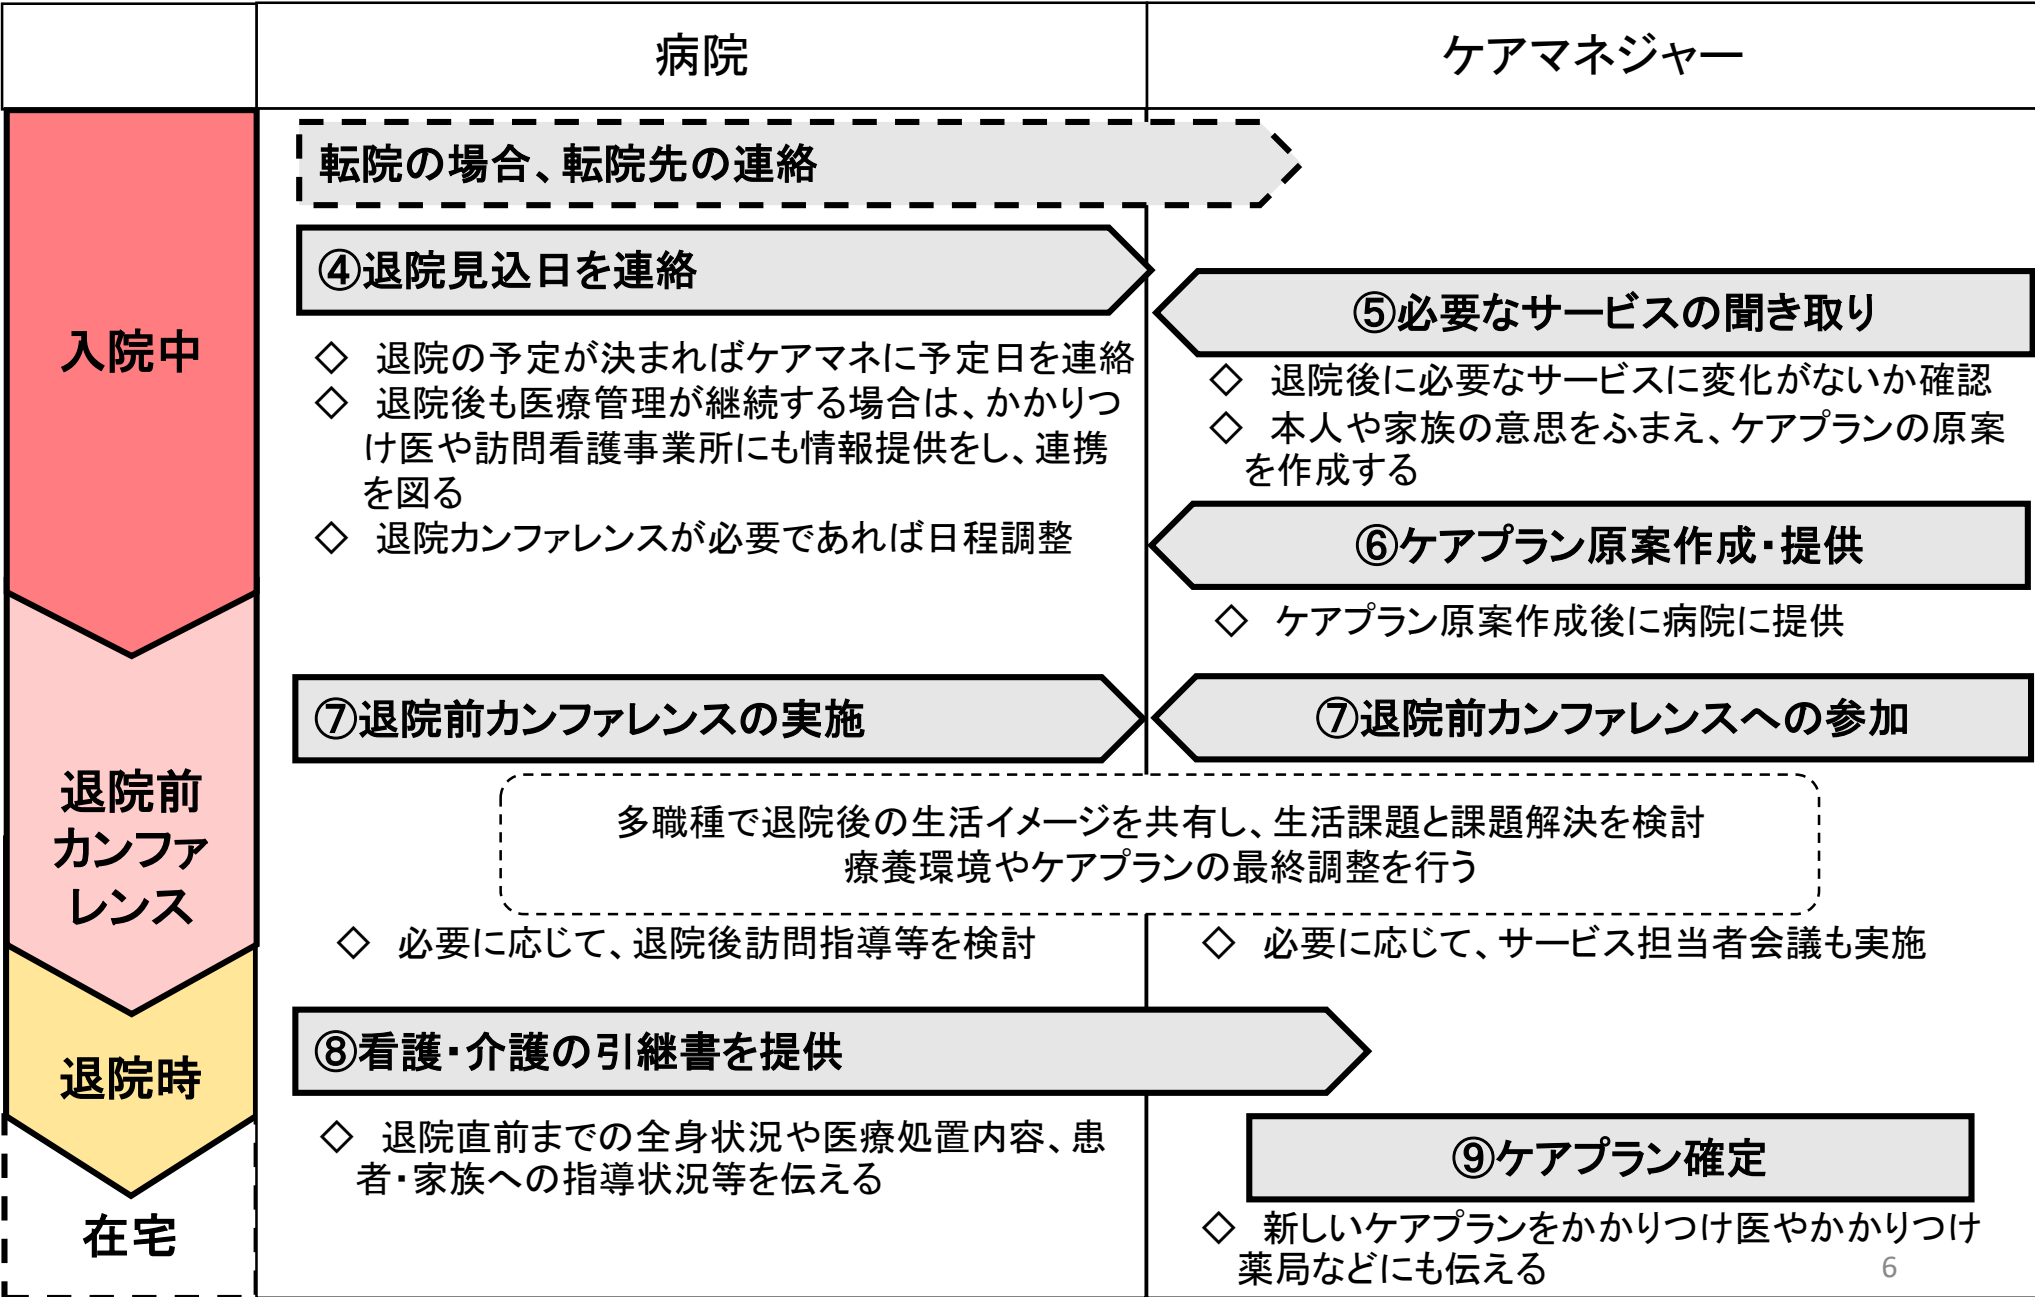 病院
ケアマネジャー
入院中
転院の場合、転院先の連絡
④退院見込日を連絡
◇ 退院の予定が決まればケアマネに予定日を連絡
◇ 退院後も医療管理が継続する場合は、かかりつ
け医や訪問看護事業所にも情報提供をし、連携
を図る
◇ 退院カンファレンスが必要であれば日程調整
⑤必要なサービスの聞き取り
◇ 退院後に必要なサービスに変化がないか確認
◇ 本人や家族の意思をふまえ、ケアプランの原案
を作成する
⑥ケアプラン原案作成・提供
◇ ケアプラン原案作成後に病院に提供
退院前
カンファ
レンス
⑦退院前カンファレンスの実施
⑦退院前カンファレンスへの参加
多職種で退院後の生活イメージを共有し、生活課題と課題解決を検討
療養環境やケアプランの最終調整を行う
◇ 必要に応じて、退院後訪問指導等を検討
◇ 必要に応じて、サービス担当者会議も実施
退院時
⑧看護・介護の引継書を提供
◇ 退院直前までの全身状況や医療処置内容、患
者・家族への指導状況等を伝える
在宅
⑨ケアプラン確定
◇ 新しいケアプランをかかりつけ医やかかりつけ
薬局などにも伝える
6